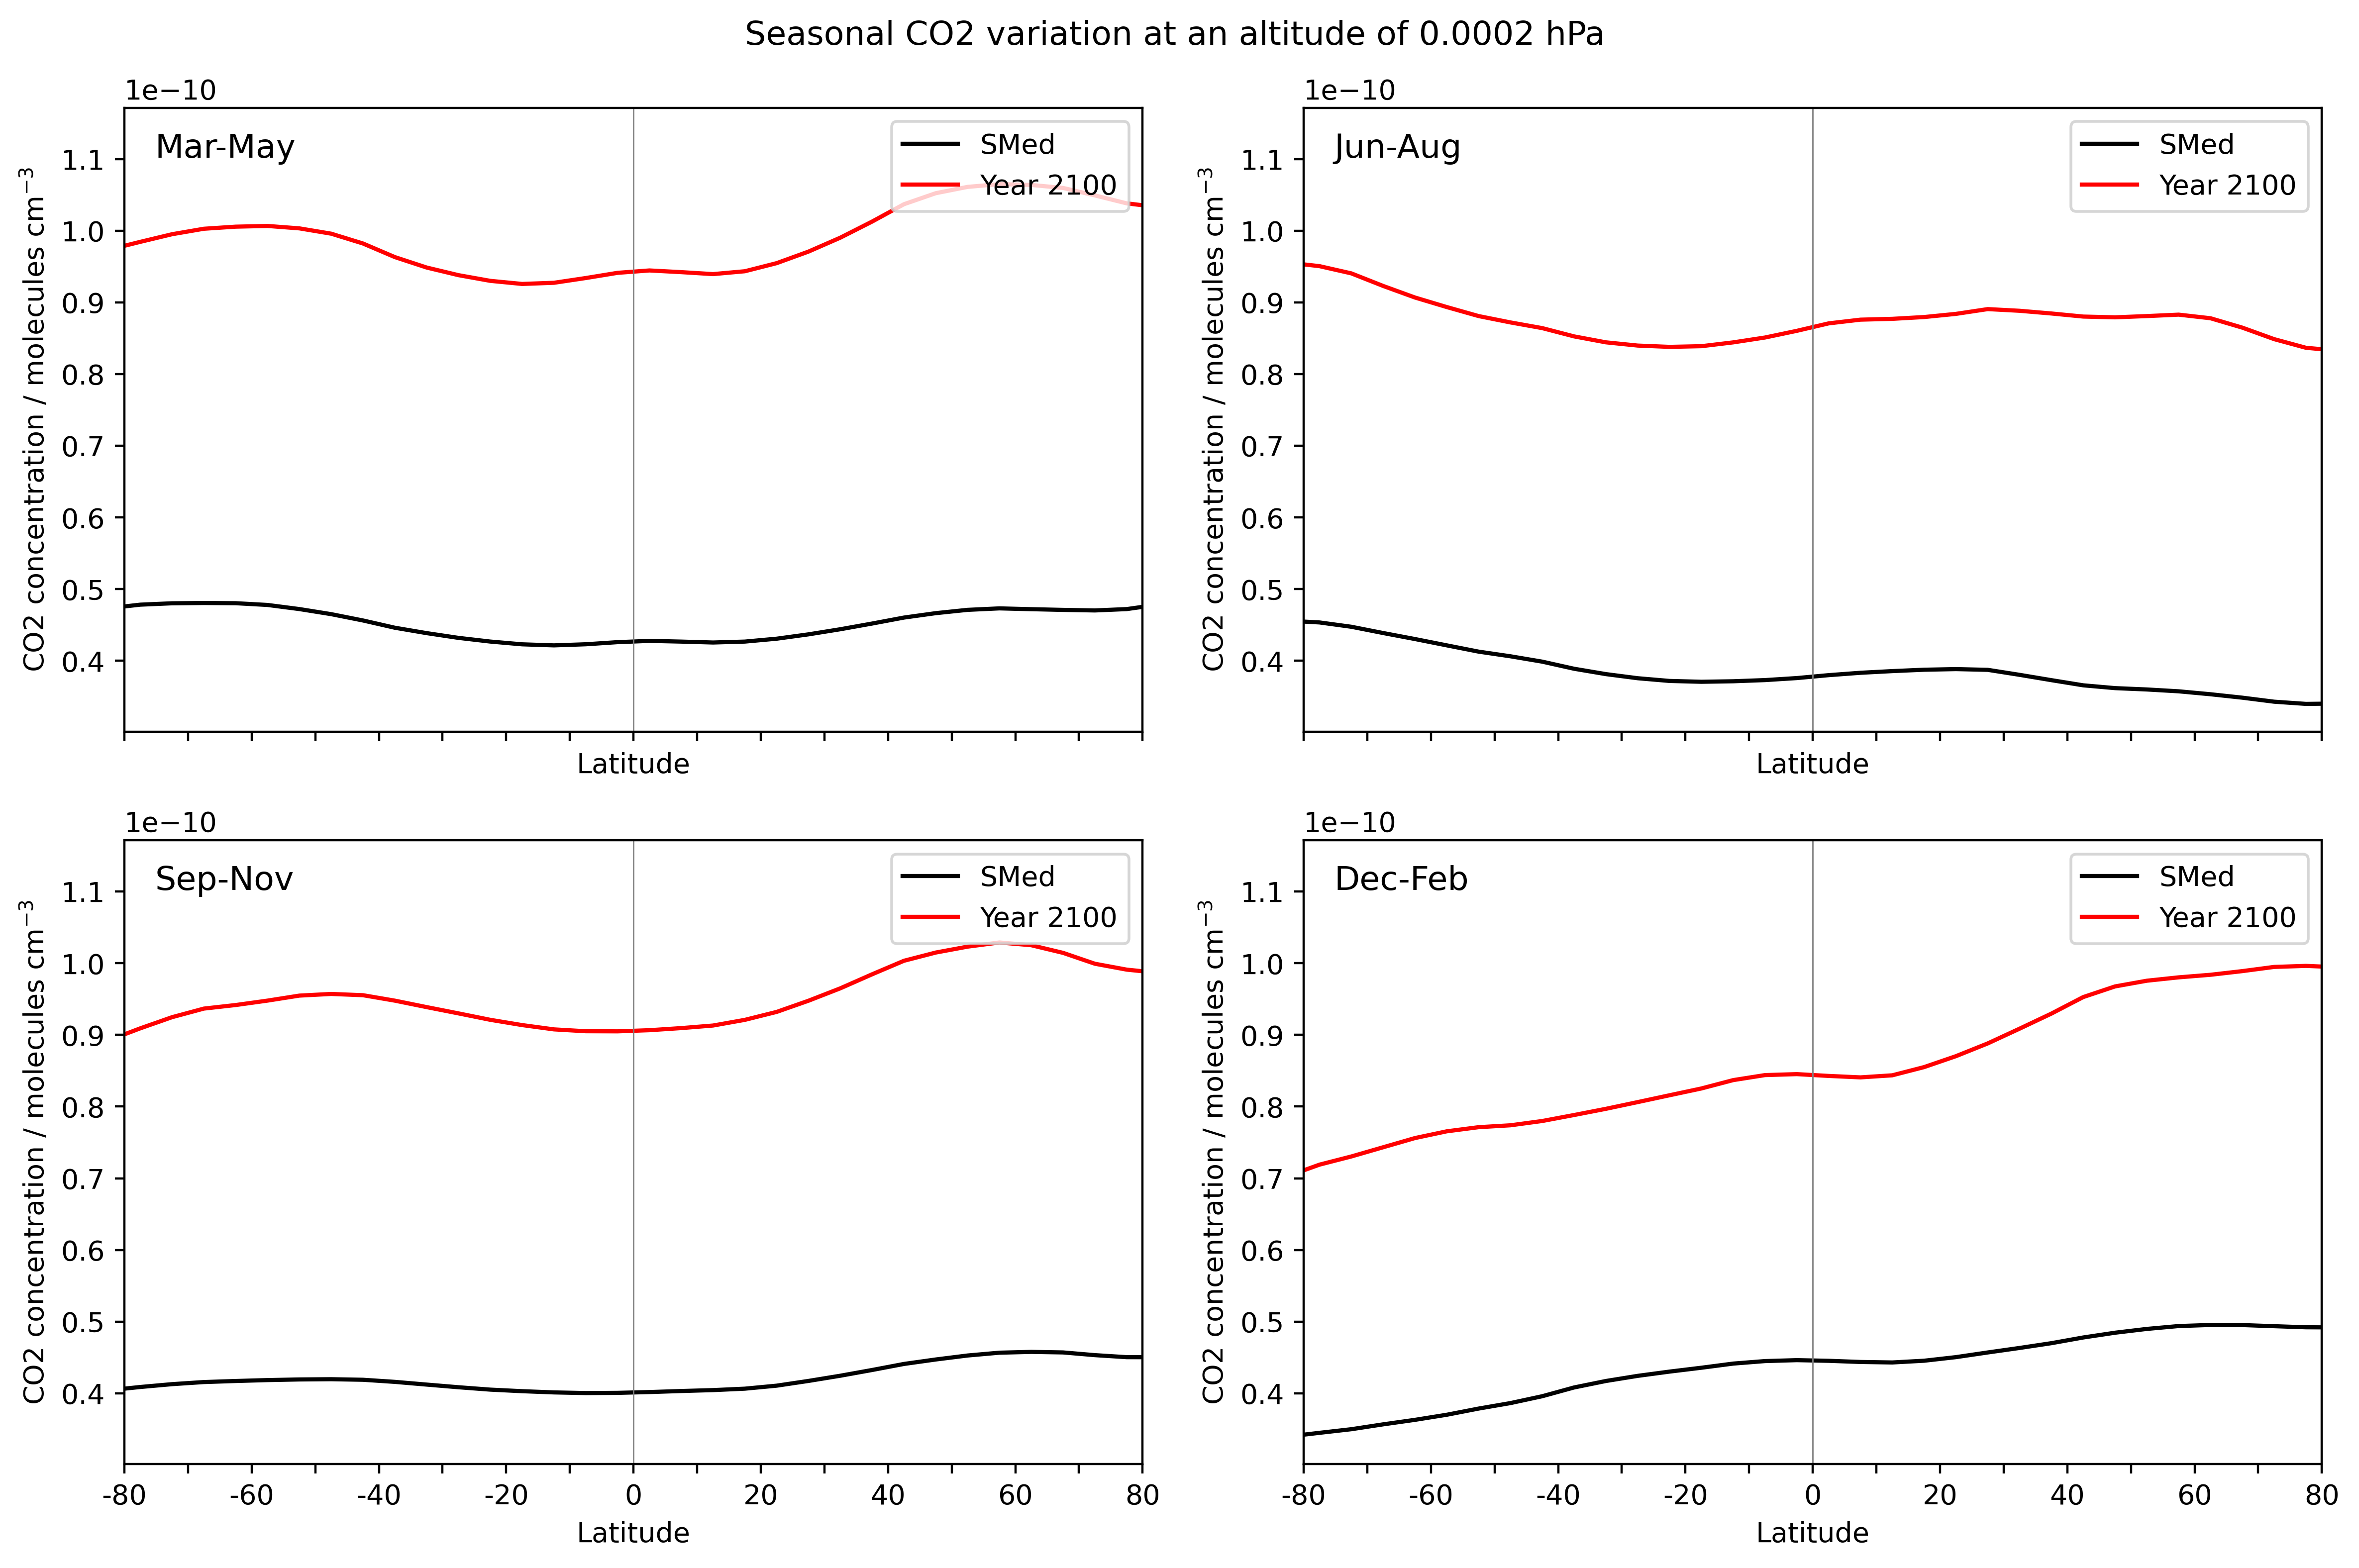 Seasonal CO2 variation at an altitude of 0.0002 hPa
1e−10
Mar-May
SMed
Year 2100
1.1
1.0
0.9
0.8
0.7
0.6
0.5
0.4
CO2 concentration / molecules cm⁻³
Latitude
1e−10
Jun-Aug
SMed
Year 2100
1.1
1.0
0.9
0.8
0.7
0.6
0.5
0.4
CO2 concentration / molecules cm⁻³
Latitude
1e−10
Sep-Nov
SMed
Year 2100
1.1
1.0
0.9
0.8
0.7
0.6
0.5
0.4
CO2 concentration / molecules cm⁻³
-80 -60 -40 -20 0 20 40 60 80
Latitude
1e−10
Dec-Feb
SMed
Year 2100
1.1
1.0
0.9
0.8
0.7
0.6
0.5
0.4
CO2 concentration / molecules cm⁻³
-80 -60 -40 -20 0 20 40 60 80
Latitude